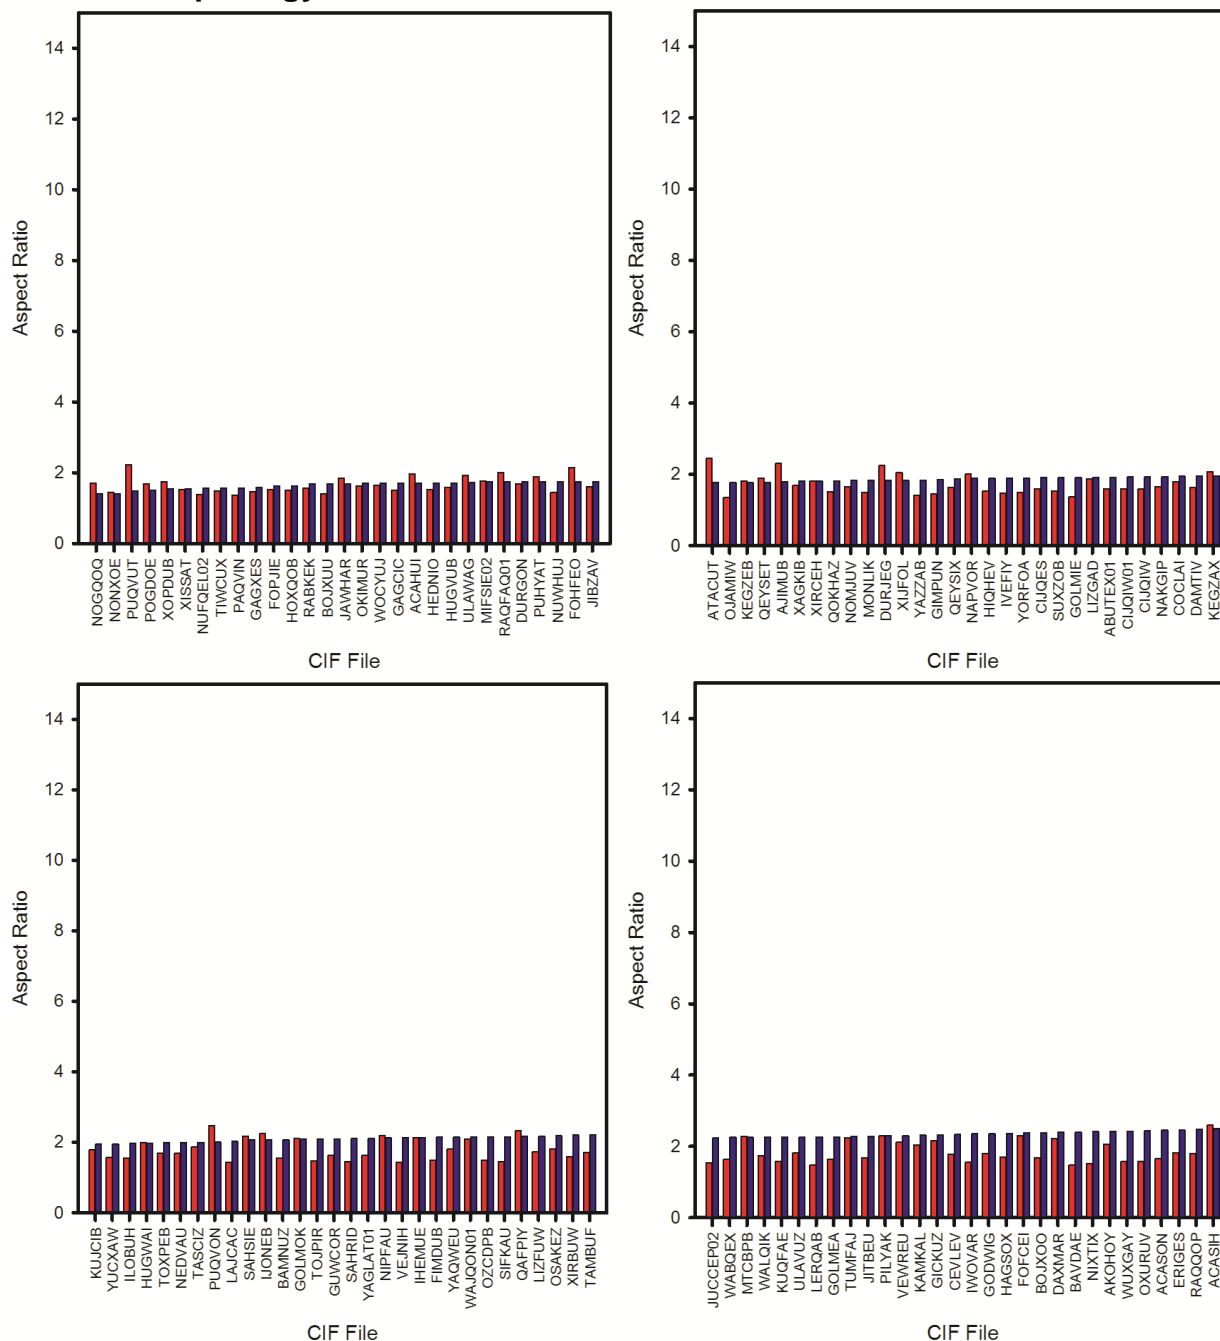 14
12
10
8
6
4
2
0
Aspect Ratio
NOGQOQ
NONXOE
PUQVUT
POGDOE
XOPDUB
XISSAT
NUFQEL02
TIWCUX
PAQVIN
GAGXES
FOPJIE
HOXQOB
RABKEK
BOJXUU
JAWHAR
OKIMUR
WOCYUJ
GAGCIC
ACAHUI
HEDNIO
HUGVUB
ULAWAG
MIFSIE02
RAQFAQ01
DURGON
PUHYAT
NUWHUJ
FOHFEO
JIBZAV
CIF File
14
12
10
8
6
4
2
0
Aspect Ratio
ATACUT
OJAMIW
KEGZEB
QEYSET
AJIMUB
XAGKIB
XIRCEH
QOKHAZ
NOMJUV
MONLIK
DURJEG
XIJFOL
YAZZAB
GIMPUN
QEYSIX
NAPVOR
HIQHEV
IVEFIY
YORFOA
CIJQES
SUXZOB
GOLMIE
LIZGAD
ABUTEX01
CIJQIW01
CIJQIW
NAKGIP
COCLAI
DAMTIV
KEGZAX
CIF File
14
12
10
8
6
4
2
0
Aspect Ratio
KUJCIB
YUCXAW
ILOBUH
HUGWAI
TOXPEB
NEDVAU
TASCIZ
PUQVON
LAJCAC
SAHSIE
IJONEB
BAMNUZ
GOLMOK
TOJPIR
GUWCOR
SAHRID
YAGLAT01
NIPFAU
VEJNIH
IHEMUE
FIMDUB
YAQWEU
WAJQON01
OZCDPB
SIFKAU
QAFPIY
LIZFUW
OSAKEZ
XIRBUW
TAMBUF
CIF File
14
12
10
8
6
4
2
0
Aspect Ratio
JUCCEP02
WABQEX
MTCBPB
WALQIK
KUQFAE
ULAVUZ
LERQAB
GOLMEA
TUMFAJ
JITBEU
PILYAK
VEWREU
KAMKAL
GICKUZ
CEVLEV
IWOVAR
GODWIG
HAGSOX
FOFCEI
BOJXOO
DAXMAR
BAVDAE
NIXTIX
AKOHOY
WUXGAY
OXURUV
ACASON
ERIGES
RAQQOP
ACASIH
CIF File